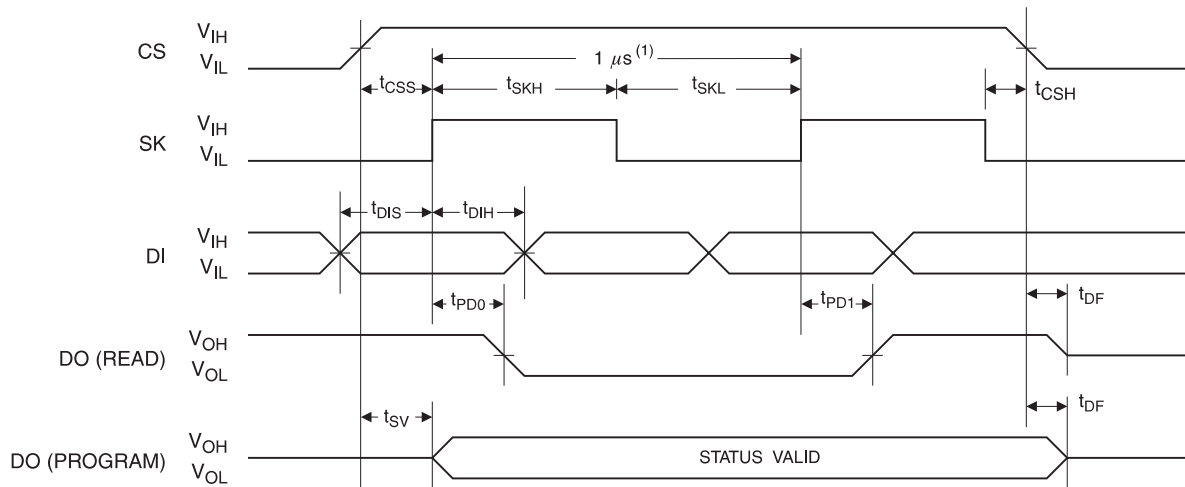 CS
VIH
VIL
1 μs(1)
tCSS
tSKH
tSKL
tCSH
SK
VIH
VIL
tDIS
tDIH
DI
VIH
VIL
tPD0
tPD1
tDF
DO (READ)
VOH
VOL
tSV
tDF
DO (PROGRAM)
VOH
VOL
STATUS VALID